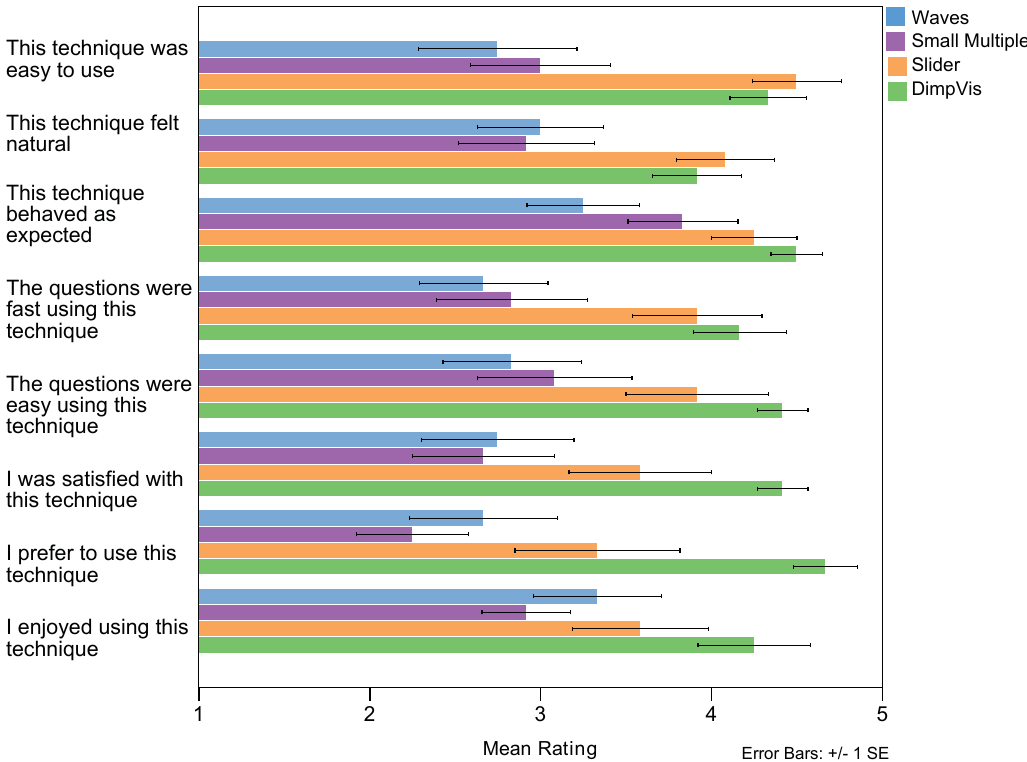 Waves
Small Multiple
Slider
DimpVis
This technique was
easy to use
This technique felt
natural
This technique
behaved as
expected
The questions were
fast using this
technique
The questions were
easy using this
technique
I was satisfied with
this technique
I prefer to use this
technique
I enjoyed using this
technique
1 2 3 4 5
Mean Rating
Error Bars: +/- 1 SE